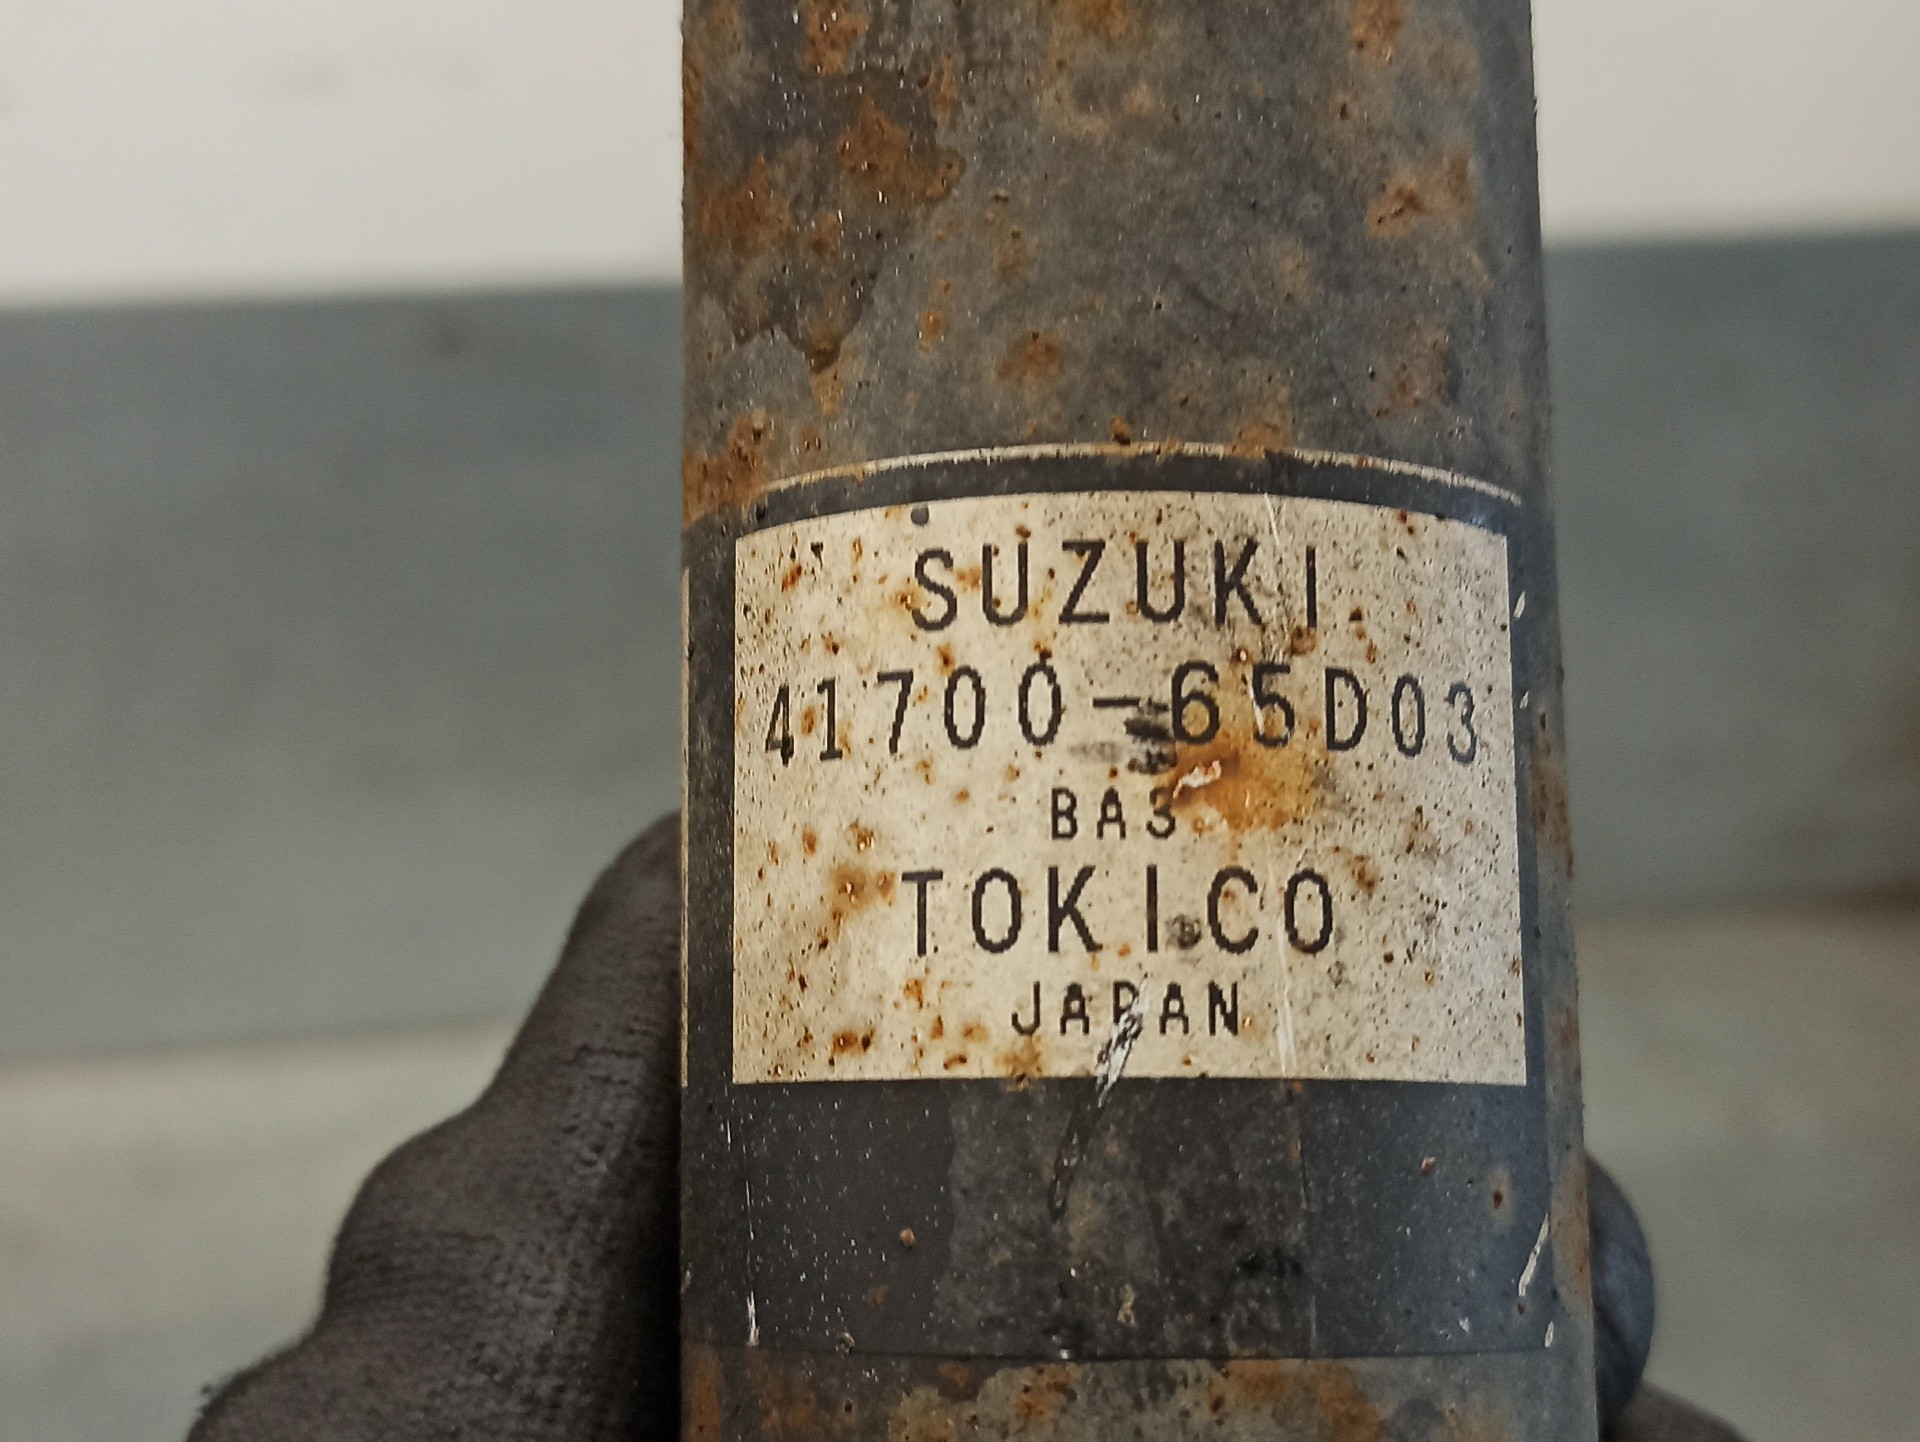 SUZUKI
41700-65D03
BA3
TOKICO
JAPAN